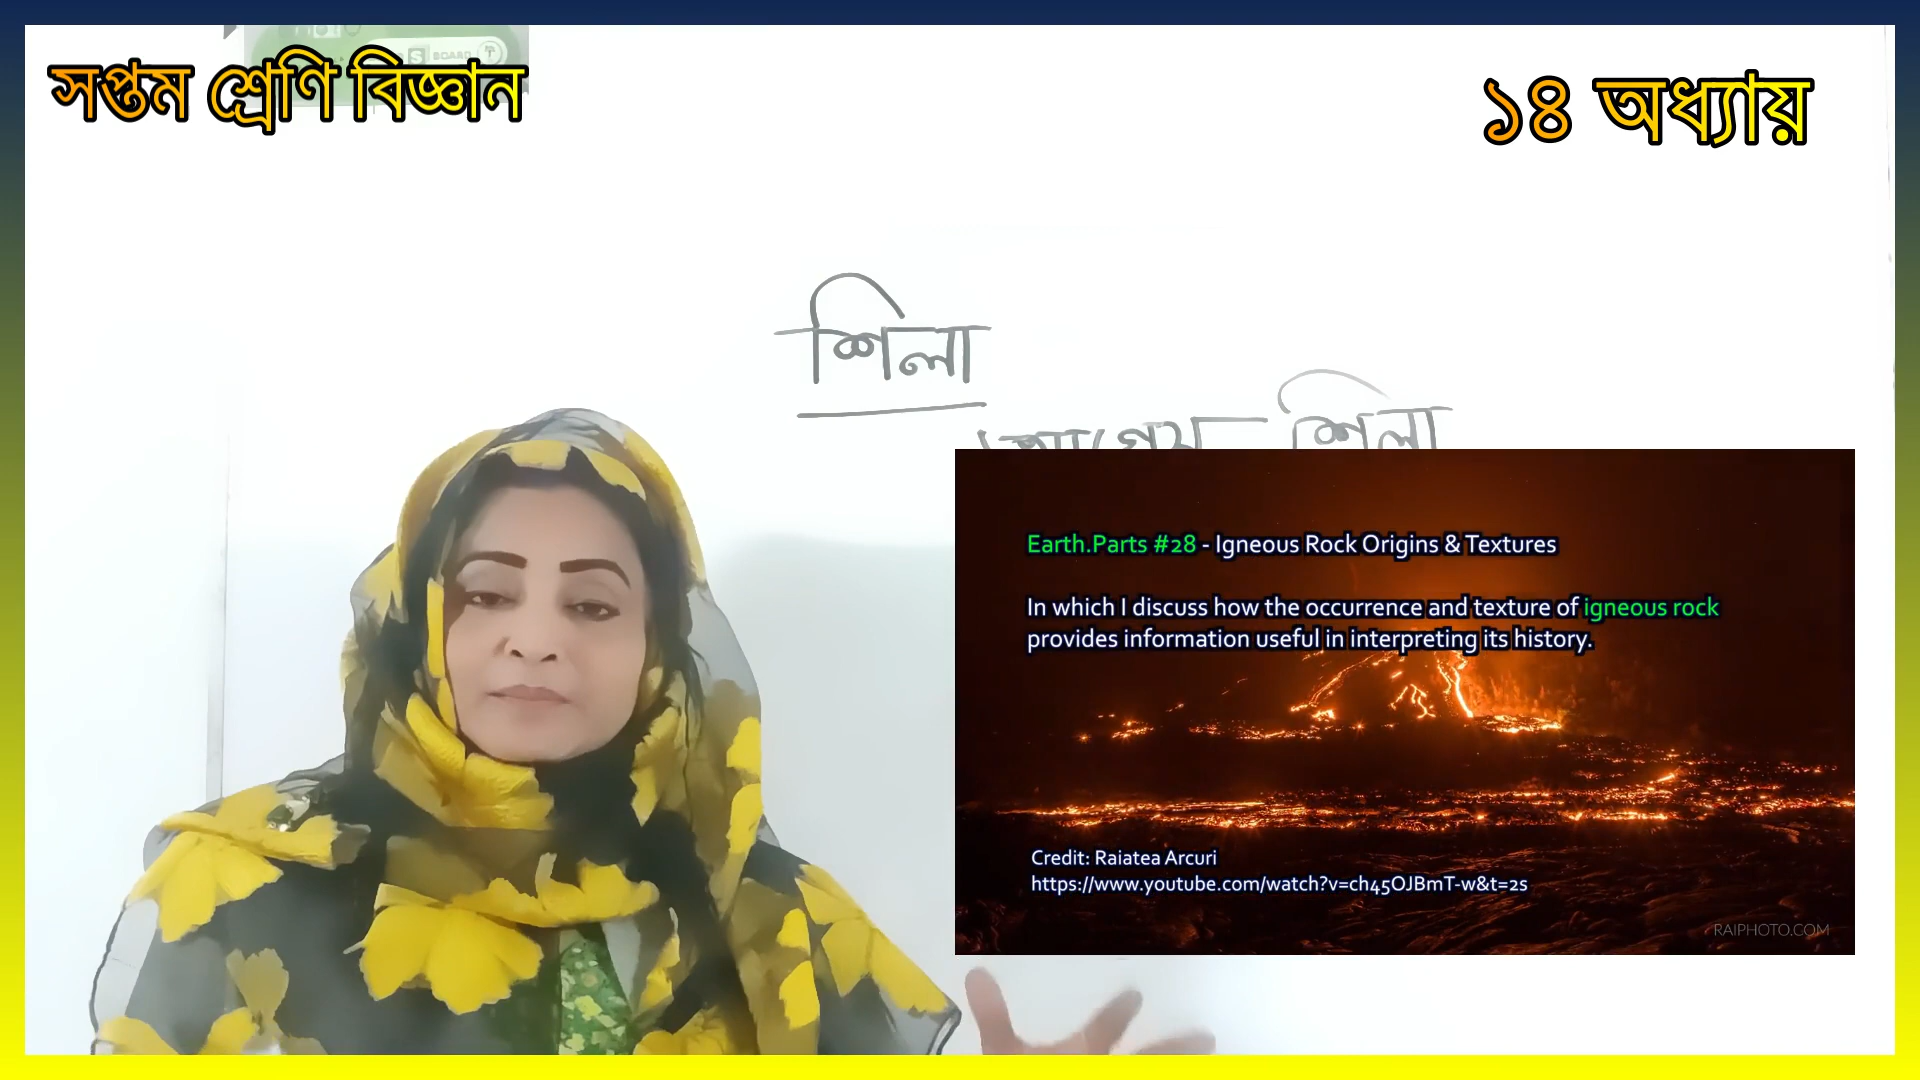 সপ্তম শ্রেণি বিজ্ঞান
১৪ অধ্যায়
শিলা
আগ্নেয় শিলা
Earth.Parts #28 - Igneous Rock Origins & Textures
In which I discuss how the occurrence and texture of igneous rock
provides information useful in interpreting its history.
Credit: Raiatea Arcuri
https://www.youtube.com/watch?v=ch45OJBmT-w&t=2s
RAIPHOTO.COM